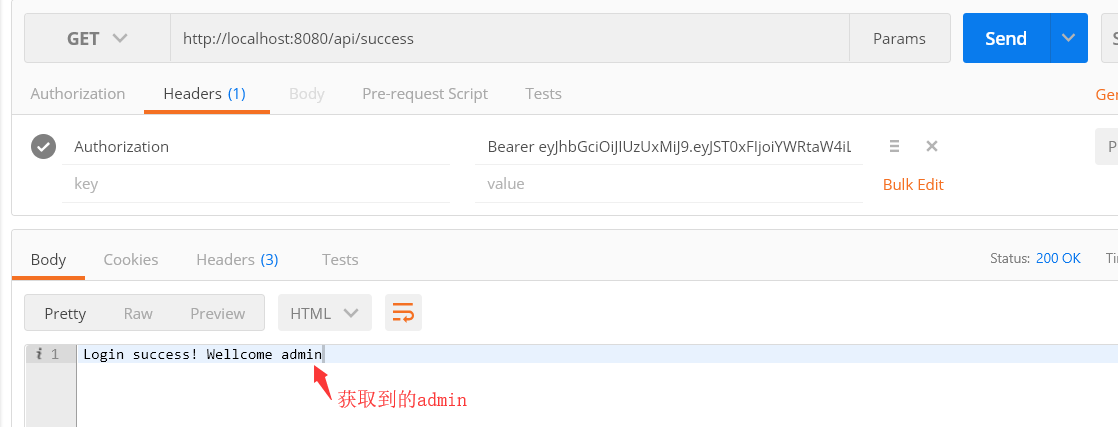 GET
http://localhost:8080/api/success
Params
Send
Authorization
Headers (1)
Body
Pre-request Script
Tests
Authorization
Bearer eyJhbGciOiJIUzUxMiJ9.eyJST0xFIjoiYWRtaW4iL
key
value
Bulk Edit
Body
Cookies
Headers (3)
Tests
Status: 200 OK
Pretty
Raw
Preview
HTML
i 1
Login success! Wellcome admin
获取到的admin